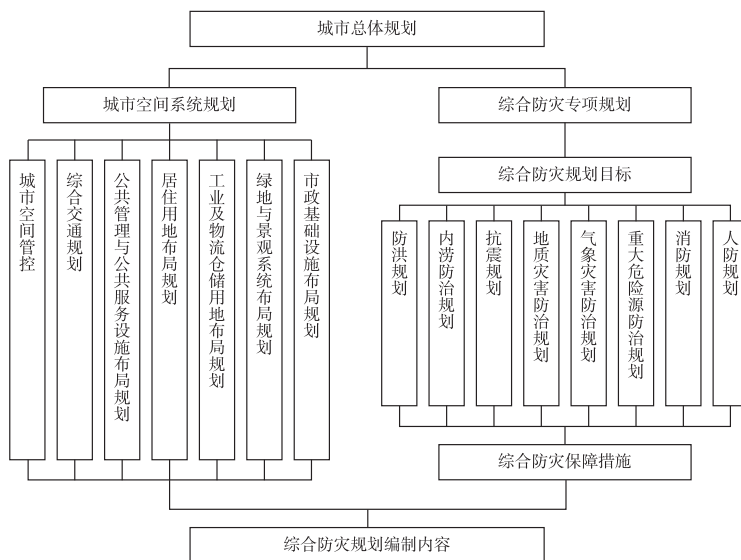 城市总体规划
城市空间系统规划
综合防灾专项规划
综合防灾规划目标
城市空间管控
综合交通规划
公共管理与公共服务设施布局规划
居住用地布局规划
工业及物流仓储用地布局规划
绿地与景观系统布局规划
市政基础设施布局规划
防洪规划
内涝防治规划
抗震规划
地质灾害防治规划
气象灾害防治规划
重大危险源防治规划
消防规划
人防规划
综合防灾保障措施
综合防灾规划编制内容